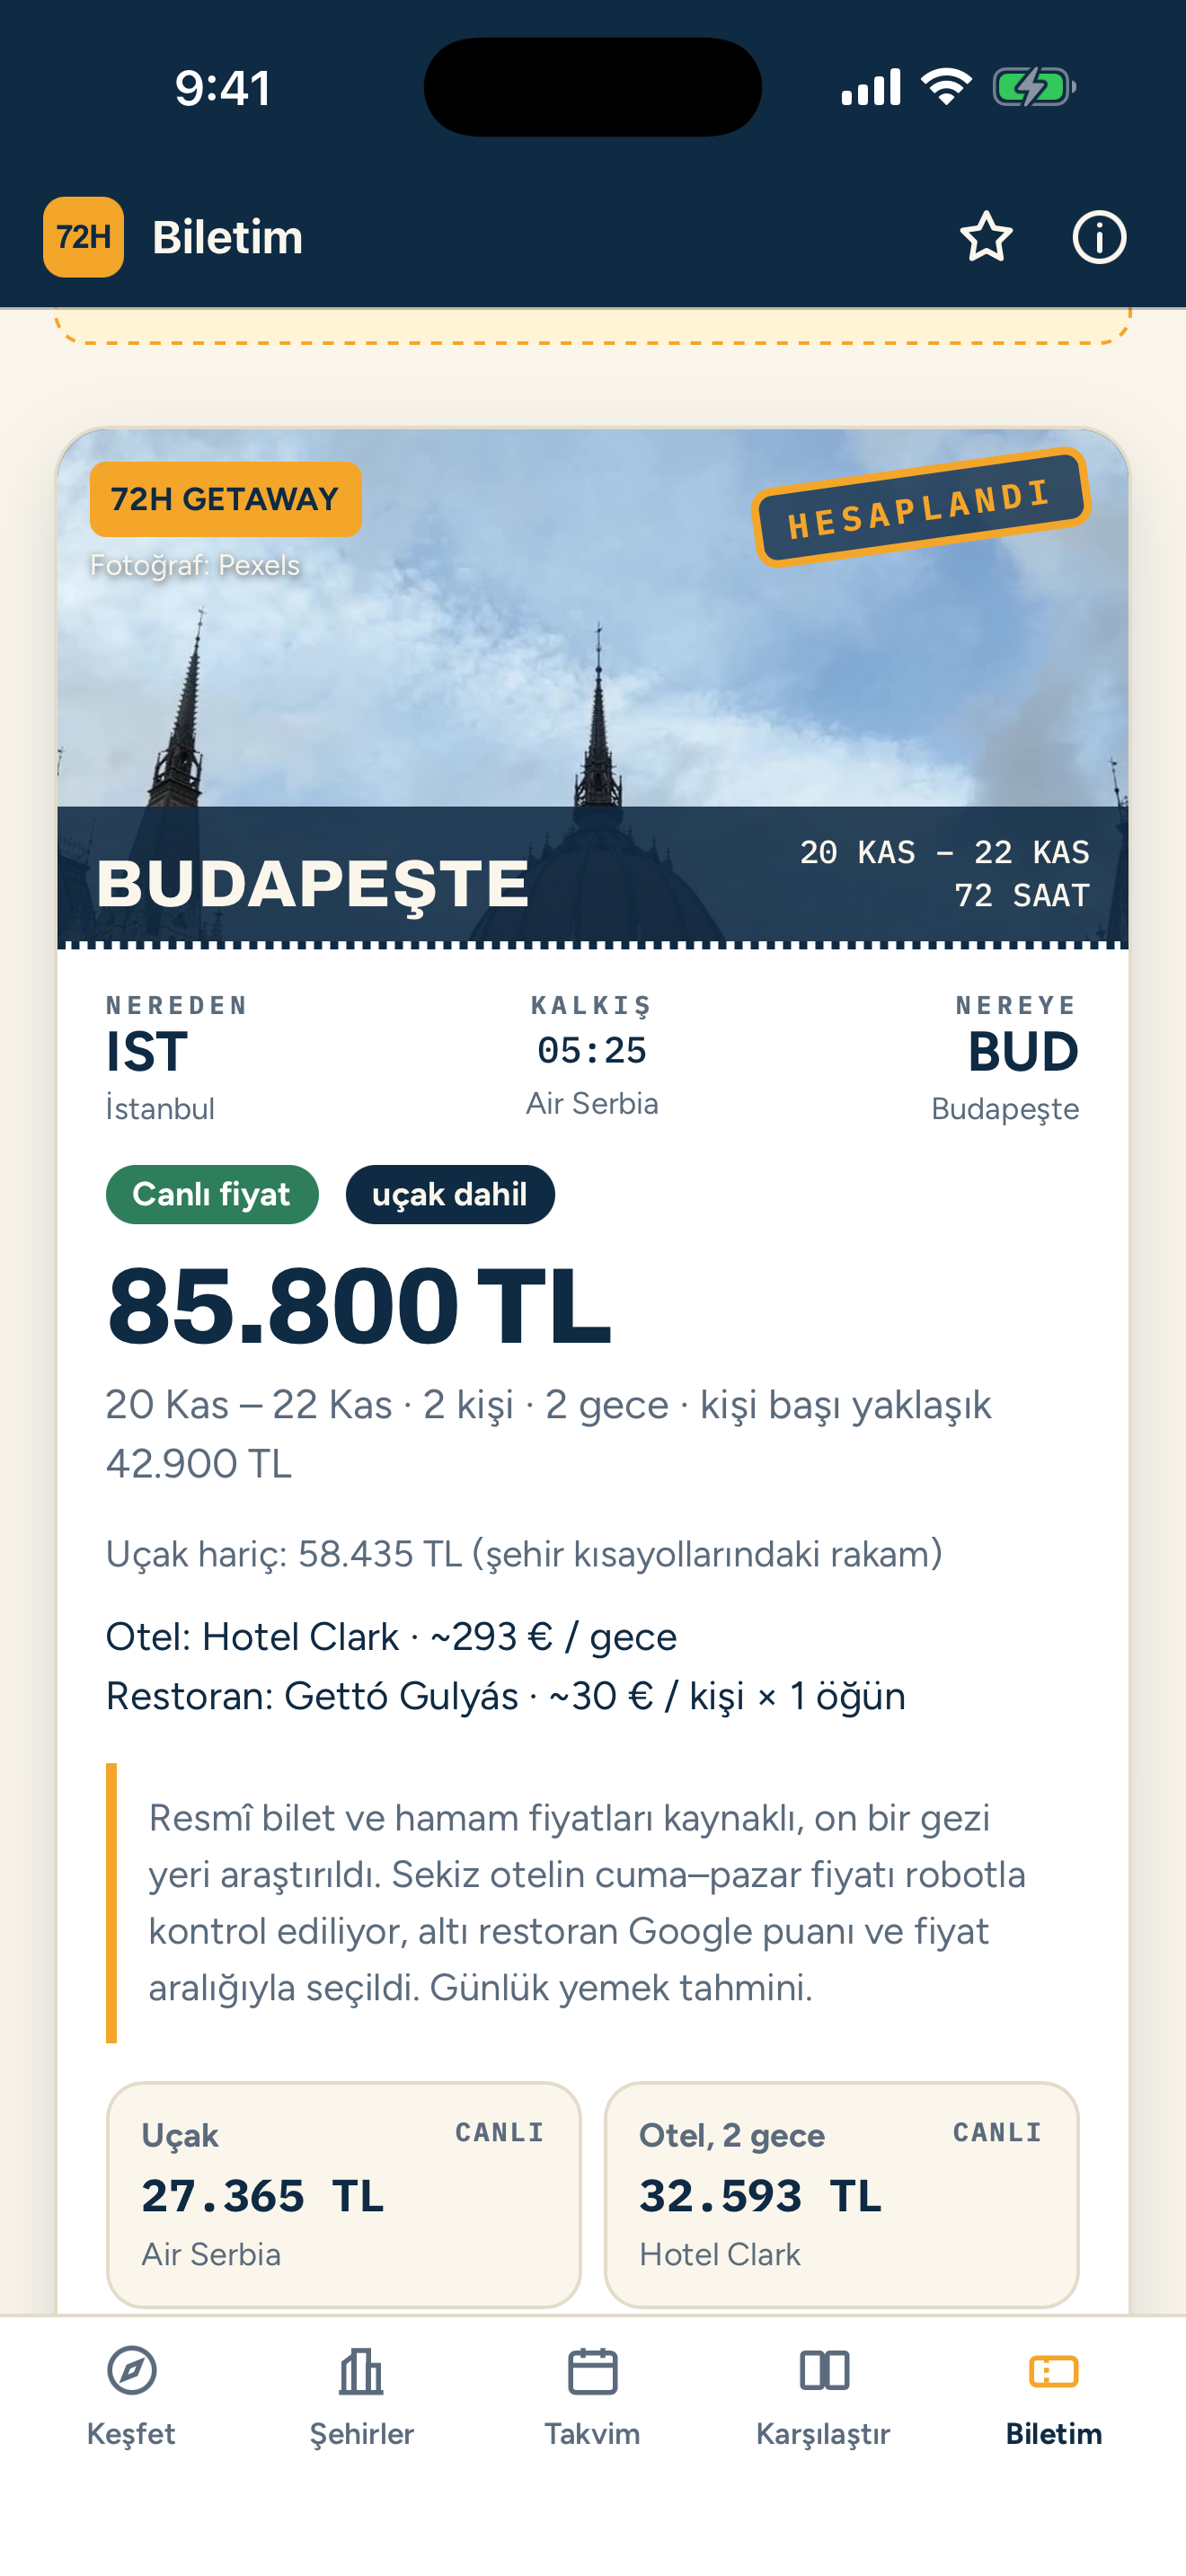 9:41
72H Biletim
72H GETAWAY
HESAPLANDI
Fotoğraf: Pexels
BUDAPEŞTE
20 KAS – 22 KAS
72 SAAT
NEREDEN KALKIŞ NEREYE
IST 05:25 BUD
İstanbul Air Serbia Budapeşte
Canlı fiyat uçak dahil
85.800 TL
20 Kas – 22 Kas · 2 kişi · 2 gece · kişi başı yaklaşık
42.900 TL
Uçak hariç: 58.435 TL (şehir kısayollarındaki rakam)
Otel: Hotel Clark · ~293 € / gece
Restoran: Gettó Gulyás · ~30 € / kişi × 1 öğün
Resmî bilet ve hamam fiyatları kaynaklı, on bir gezi
yeri araştırıldı. Sekiz otelin cuma–pazar fiyatı robotla
kontrol ediliyor, altı restoran Google puanı ve fiyat
aralığıyla seçildi. Günlük yemek tahmini.
Uçak CANLI
27.365 TL
Air Serbia
Otel, 2 gece CANLI
32.593 TL
Hotel Clark
Keşfet Şehirler Takvim Karşılaştır Biletim